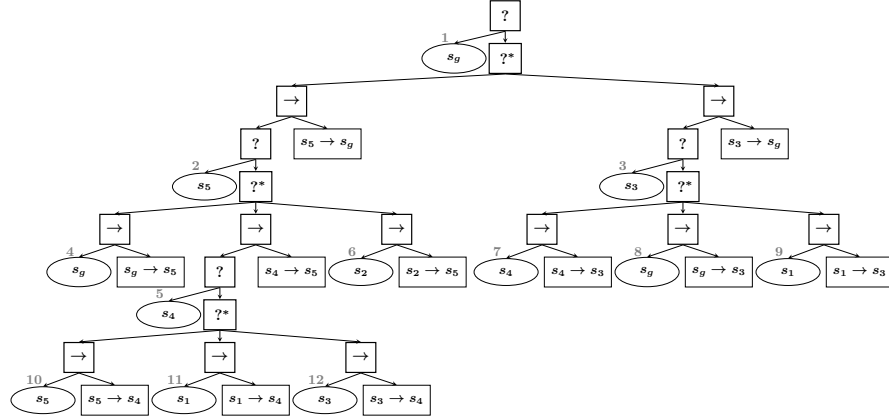 ?
1
s_g ?*
→ →
? s_5 → s_g ? s_3 → s_g
2 3
s_5 ?* s_3 ?*
→ → → → → →
4 6 7 8 9
s_g s_g → s_5 ? s_4 → s_5 s_2 s_2 → s_5 s_4 s_4 → s_3 s_g s_g → s_3 s_1 s_1 → s_3
5
s_4 ?*
→ → →
10 11 12
s_5 s_5 → s_4 s_1 s_1 → s_4 s_3 s_3 → s_4